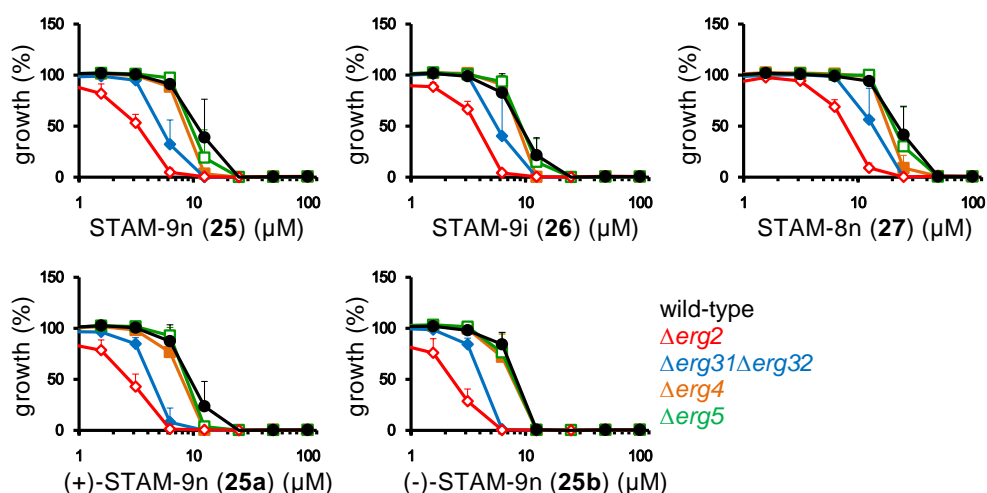 150
100
50
0
growth (%)
1 10 100
STAM-9n (25) (µM)
150
100
50
0
growth (%)
1 10 100
STAM-9i (26) (µM)
150
100
50
0
growth (%)
1 10 100
STAM-8n (27) (µM)
150
100
50
0
growth (%)
1 10 100
(+)-STAM-9n (25a) (µM)
150
100
50
0
growth (%)
1 10 100
(-)-STAM-9n (25b) (µM)
wild-type
Δerg2
Δerg31Δerg32
Δerg4
Δerg5